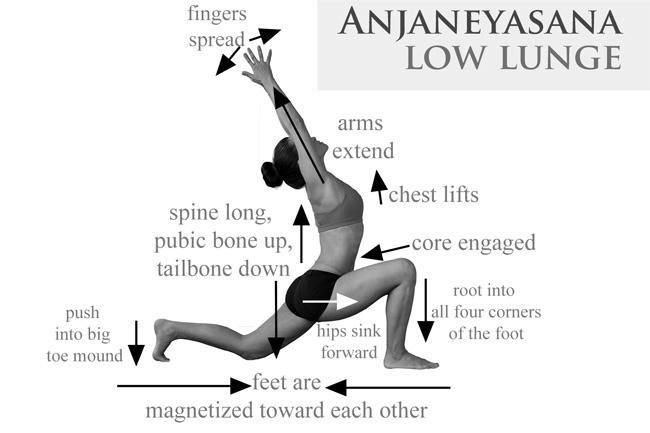 ANJANEYASANA
LOW LUNGE
fingers
spread
arms
extend
chest lifts
spine long,
pubic bone up,
tailbone down
core engaged
root into
all four corners
of the foot
push
into big
toe mound
hips sink
forward
feet are
magnetized toward each other